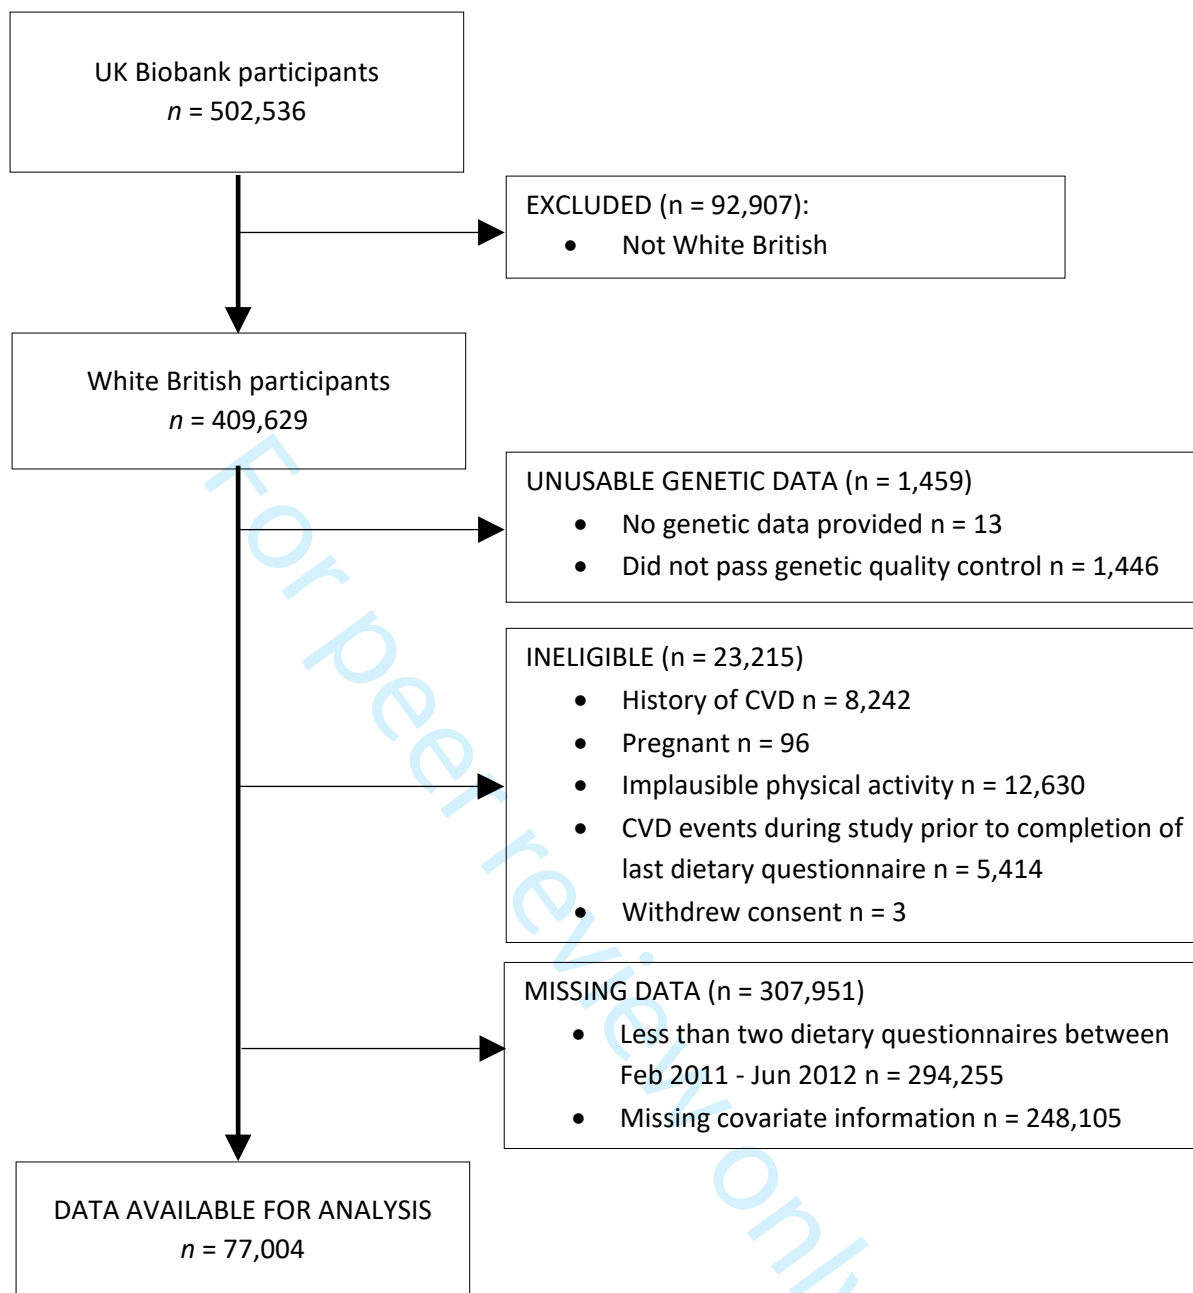 UK Biobank participants
n = 502,536
EXCLUDED (n = 92,907):
• Not White British
White British participants
n = 409,629
UNUSABLE GENETIC DATA (n = 1,459)
• No genetic data provided n = 13
• Did not pass genetic quality control n = 1,446
INELIGIBLE (n = 23,215)
• History of CVD n = 8,242
• Pregnant n = 96
• Implausible physical activity n = 12,630
• CVD events during study prior to completion of
last dietary questionnaire n = 5,414
• Withdrew consent n = 3
MISSING DATA (n = 307,951)
• Less than two dietary questionnaires between
Feb 2011 - Jun 2012 n = 294,255
• Missing covariate information n = 248,105
DATA AVAILABLE FOR ANALYSIS
n = 77,004
For peer review only